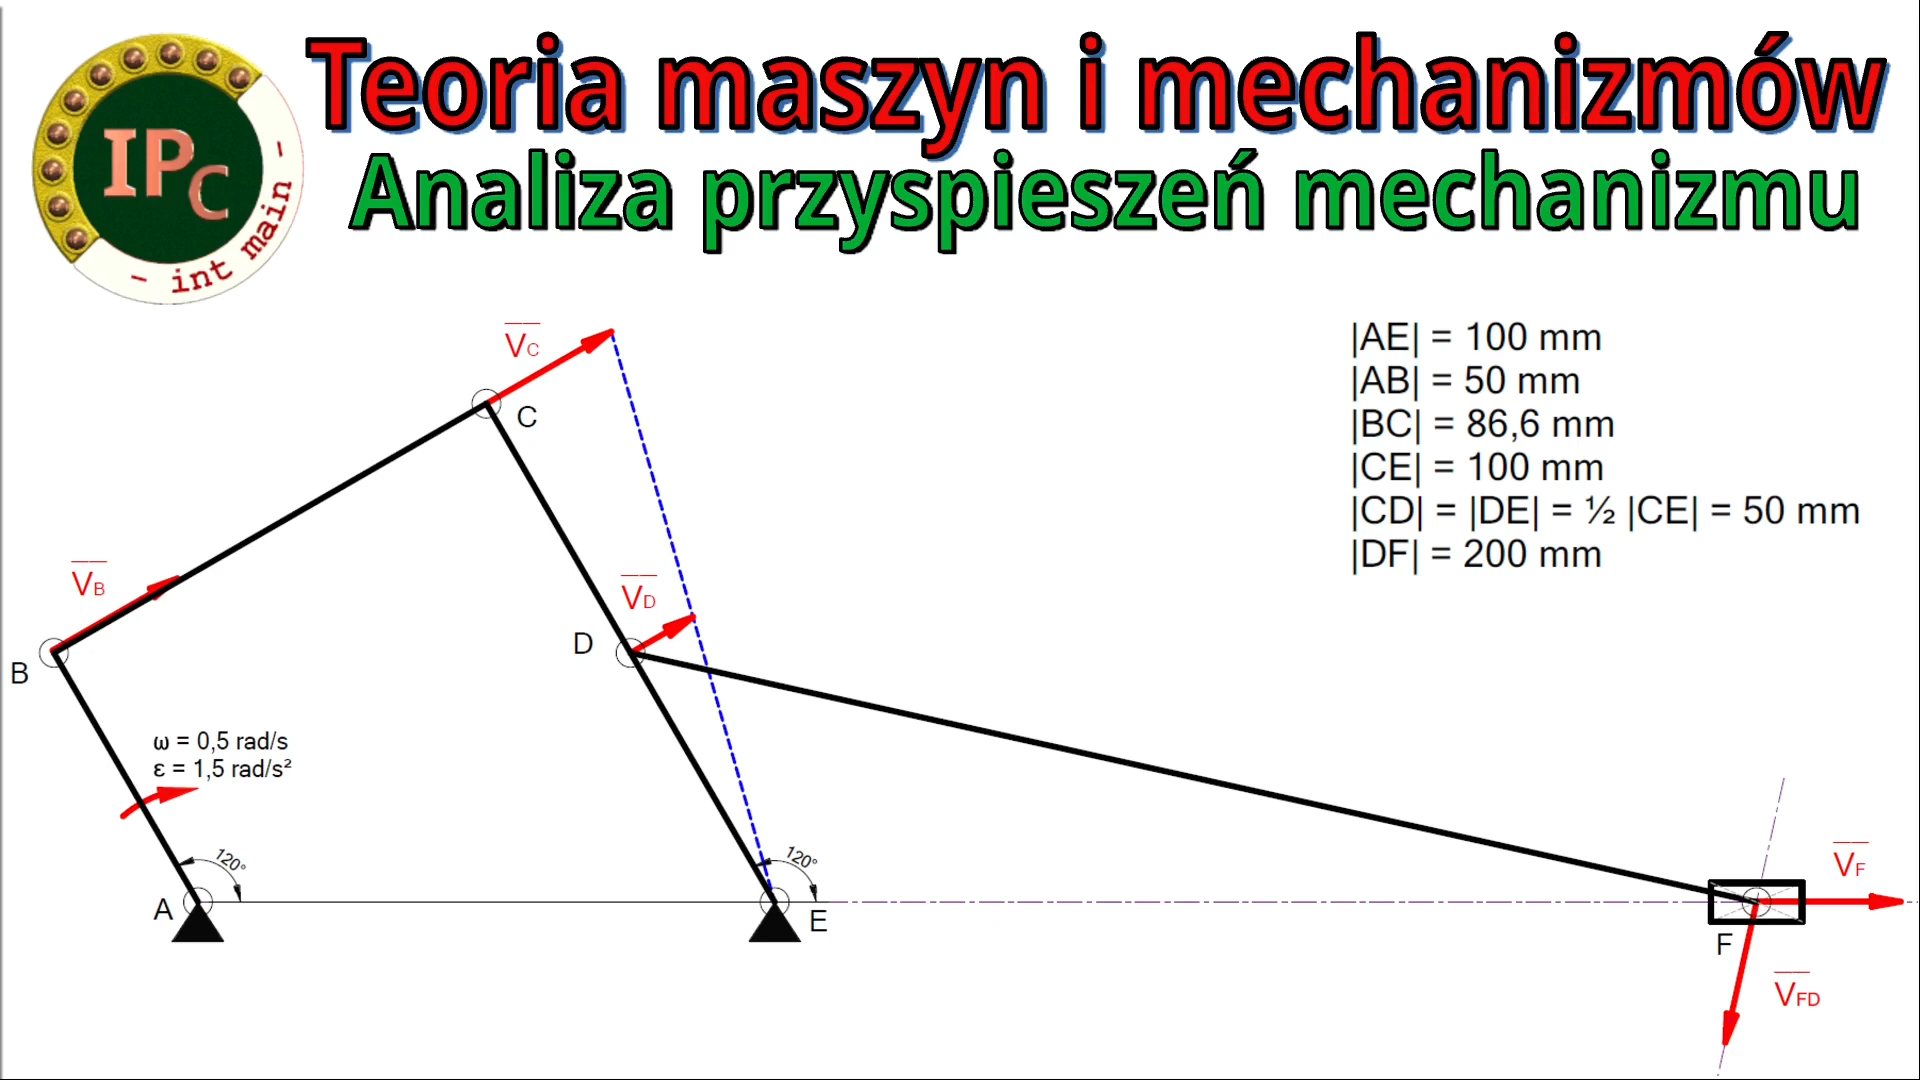 Teoria maszyn i mechanizmów
Analiza przyspieszeń mechanizmu
IPC
- int main -
|AE| = 100 mm
|AB| = 50 mm
|BC| = 86,6 mm
|CE| = 100 mm
|CD| = |DE| = ½ |CE| = 50 mm
|DF| = 200 mm
VC
C
VB
B
VD
D
ω = 0,5 rad/s
ε = 1,5 rad/s²
120°
120°
A
E
VF
F
VFD